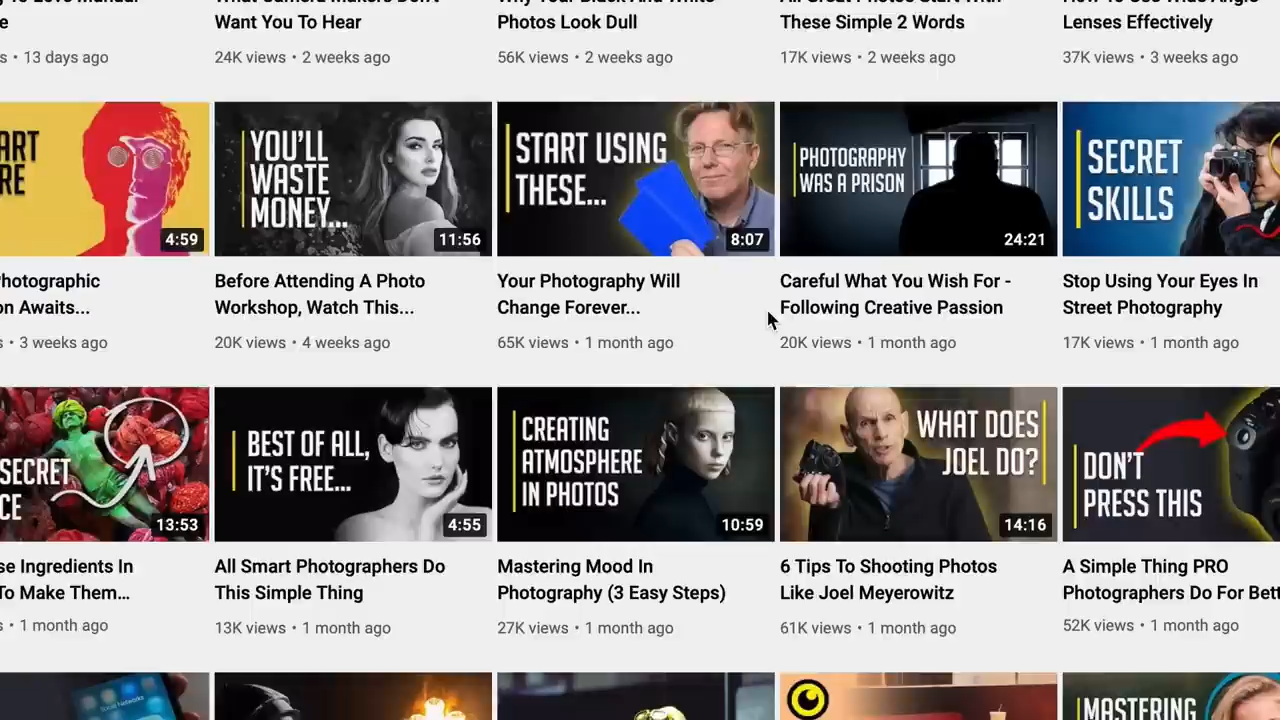 Want You To Hear
Photos Look Dull
These Simple 2 Words
Lenses Effectively
13 days ago
24K views • 2 weeks ago
56K views • 2 weeks ago
17K views • 2 weeks ago
37K views • 3 weeks ago
YOU'LL
WASTE
MONEY...
11:56
START USING
THESE...
8:07
PHOTOGRAPHY
WAS A PRISON
24:21
SECRET
SKILLS
4:59
on Awaits...
• 3 weeks ago
Before Attending A Photo
Workshop, Watch This...
20K views • 4 weeks ago
Your Photography Will
Change Forever...
65K views • 1 month ago
Careful What You Wish For -
Following Creative Passion
20K views • 1 month ago
Stop Using Your Eyes In
Street Photography
17K views • 1 month ago
SECRET
13:53
BEST OF ALL,
IT'S FREE...
4:55
CREATING
ATMOSPHERE
IN PHOTOS
10:59
WHAT DOES
JOEL DO?
14:16
DON'T
PRESS THIS
Ingredients In
To Make Them...
• 1 month ago
All Smart Photographers Do
This Simple Thing
13K views • 1 month ago
Mastering Mood In
Photography (3 Easy Steps)
27K views • 1 month ago
6 Tips To Shooting Photos
Like Joel Meyerowitz
61K views • 1 month ago
A Simple Thing PRO
Photographers Do For Bett
52K views • 1 month ago
Social Networks
MASTERING